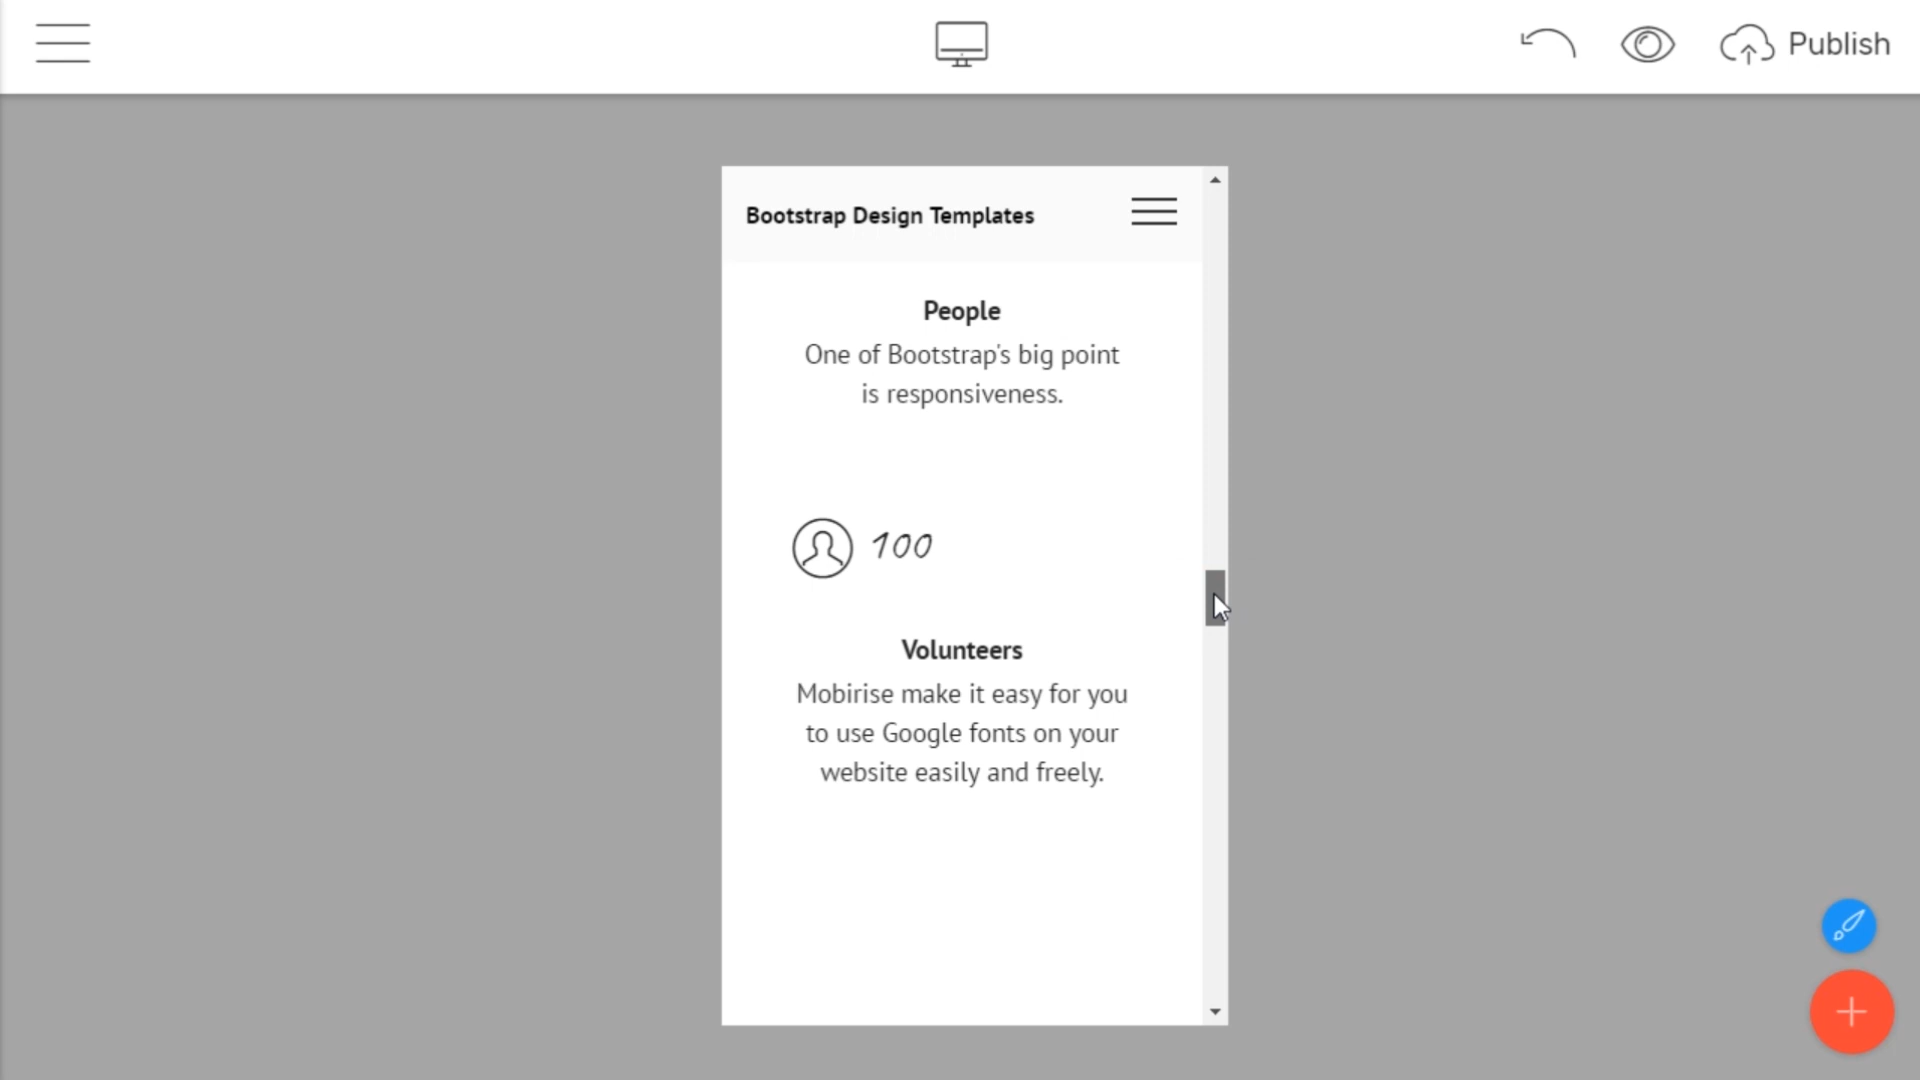 Publish
Bootstrap Design Templates
People
One of Bootstrap's big point
is responsiveness.
100
Volunteers
Mobirise make it easy for you
to use Google fonts on your
website easily and freely.